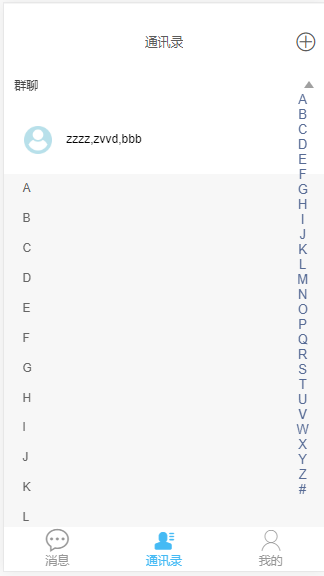 通讯录
群聊
zzzz,zvvd,bbb
A
B
C
D
E
F
G
H
I
J
K
L
A
B
C
D
E
F
G
H
I
J
K
L
M
N
O
P
Q
R
S
T
U
V
W
X
Y
Z
#
消息
通讯录
我的